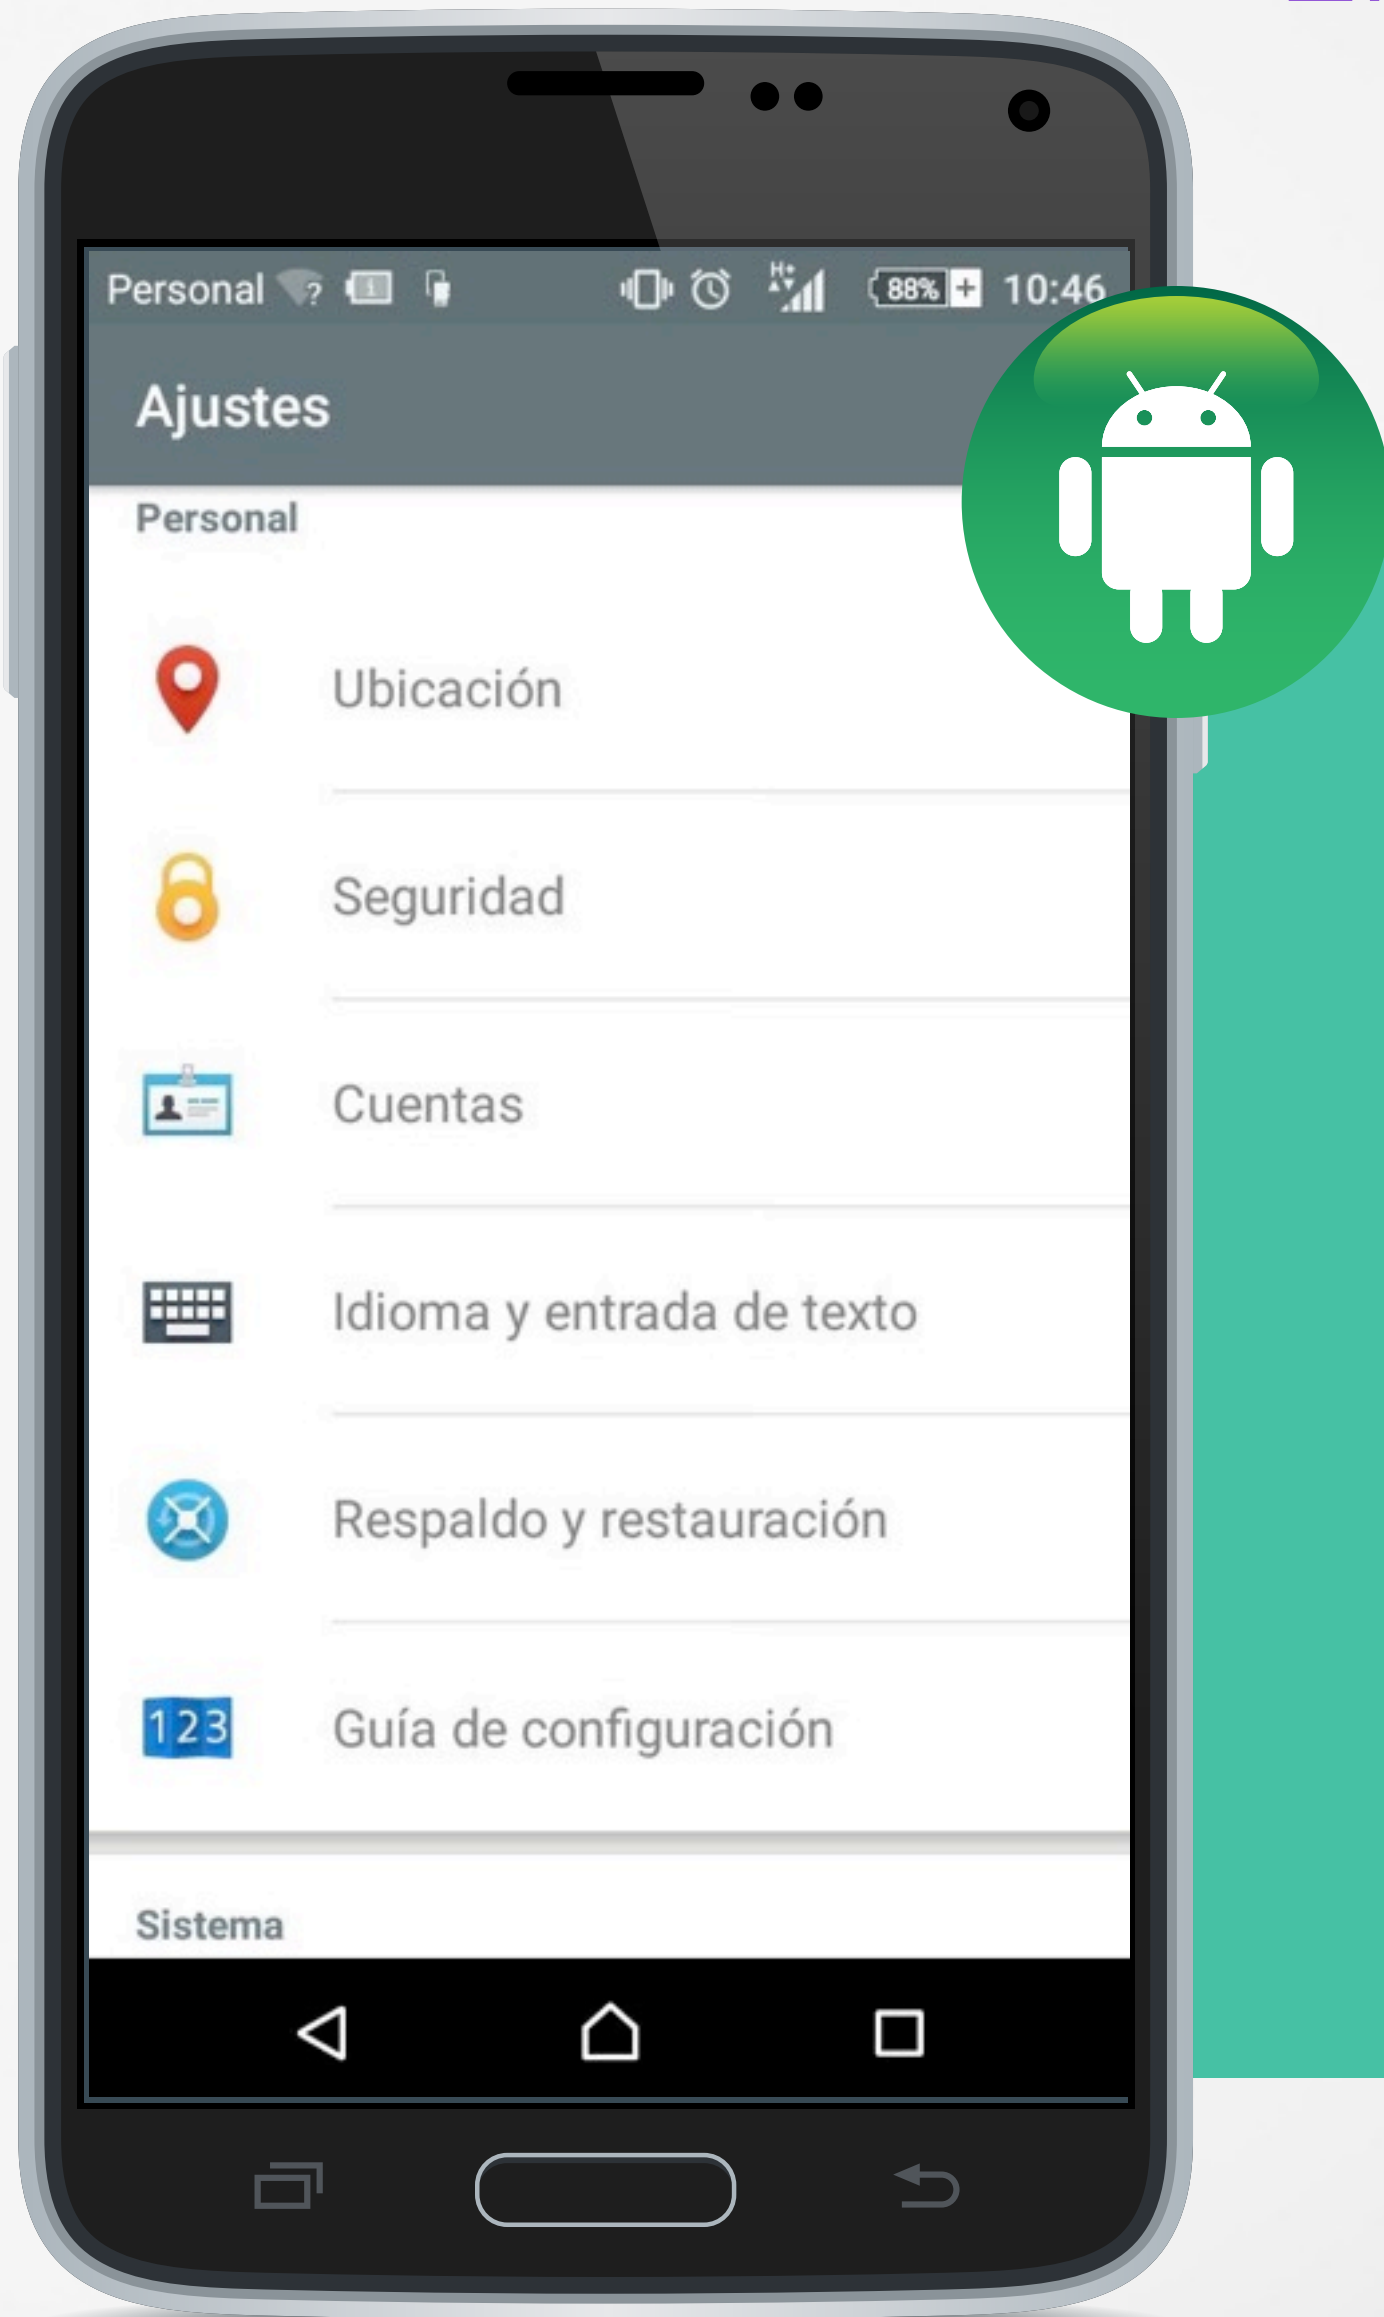 Personal 88% 10:46
Ajustes
Personal
Ubicación
Seguridad
Cuentas
Idioma y entrada de texto
Respaldo y restauración
123 Guía de configuración
Sistema